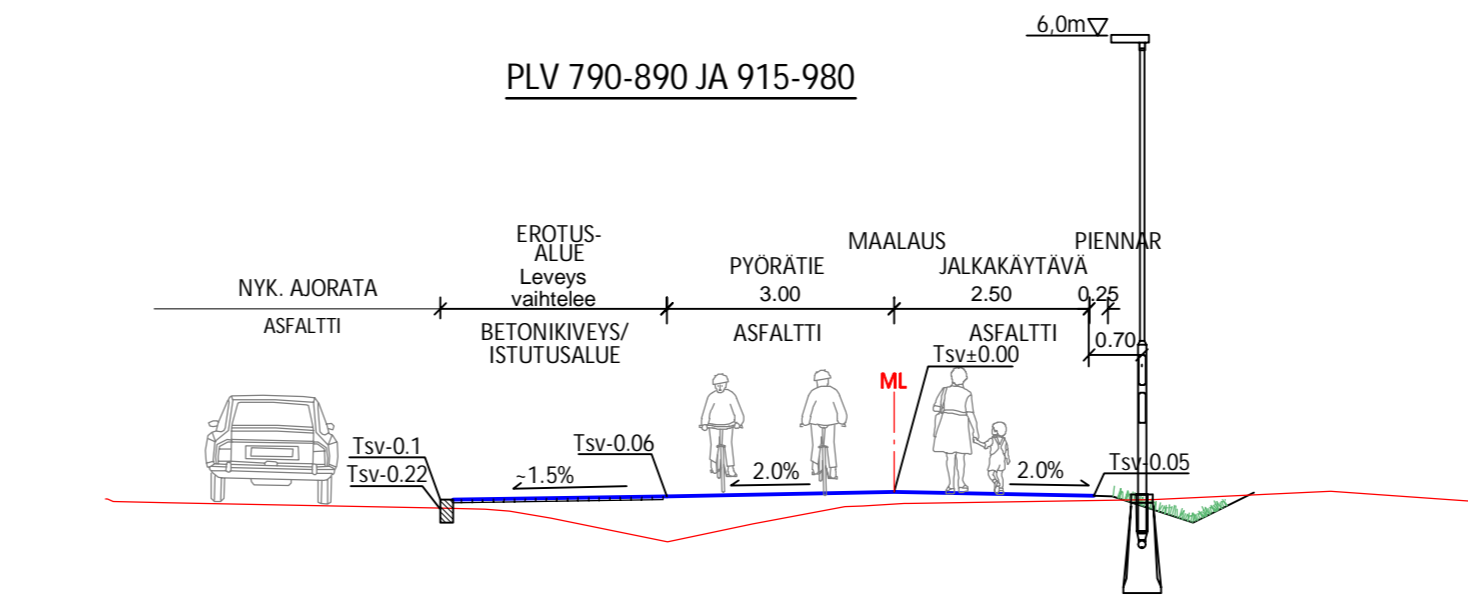 6,0m
PLV 790-890 JA 915-980
EROTUS-
ALUE
Leveys
vaihtelee
MAALAUS
PIENNAR
NYK. AJORATA
PYÖRÄTIE
JALKAKÄYTÄVÄ
3.00
2.50
0.25
ASFALTTI
BETONIKIVEYS/
ISTUTUSALUE
ASFALTTI
ASFALTTI
0.70
Tsv±0.00
ML
Tsv-0.1
Tsv-0.06
Tsv-0.22
~1.5%
2.0%
2.0%
Tsv-0.05